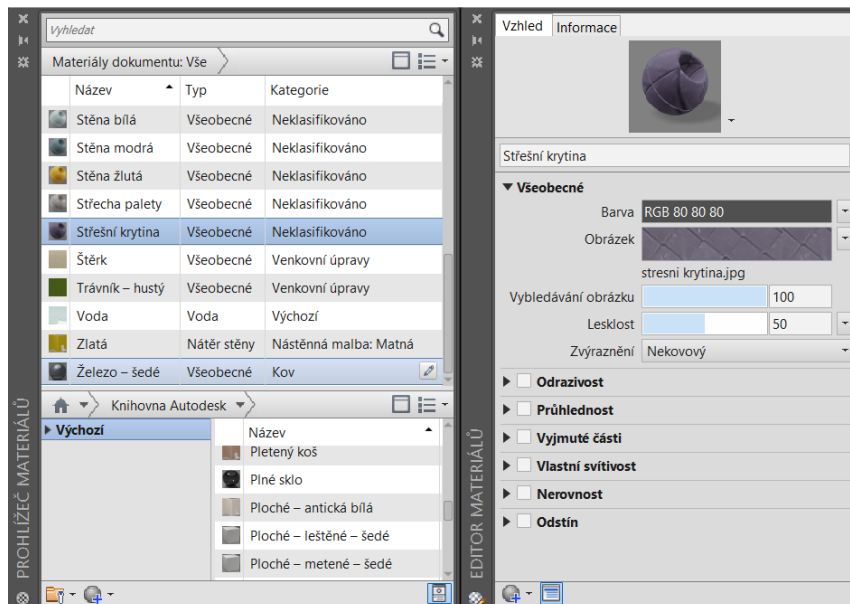 Vyhledat
Materiály dokumentu: Vše
Název Typ Kategorie
Stěna bílá Všeobecné Neklasifikováno
Stěna modrá Všeobecné Neklasifikováno
Stěna žlutá Všeobecné Neklasifikováno
Střecha palety Všeobecné Neklasifikováno
Střešní krytina Všeobecné Neklasifikováno
Štěrk Všeobecné Venkovní úpravy
Trávník – hustý Všeobecné Venkovní úpravy
Voda Voda Výchozí
Zlatá Nátěr stěny Nástěnná malba: Matná
Železo – šedé Všeobecné Kov
Knihovna Autodesk
Výchozí
Název
Pletený koš
Plné sklo
Ploché – antická bílá
Ploché – leštěné – šedé
Ploché – metené – šedé
PROHLÍŽEČ MATERIÁLŮ
Vzhled Informace
Střešní krytina
Všeobecné
Barva RGB 80 80 80
Obrázek
stresni krytina.jpg
Vybledávání obrázku 100
Lesklost 50
Zvýraznění Nekovový
Odrazivost
Průhlednost
Vyjmuté části
Vlastní svítivost
Nerovnost
Odstín
EDITOR MATERIÁLŮ